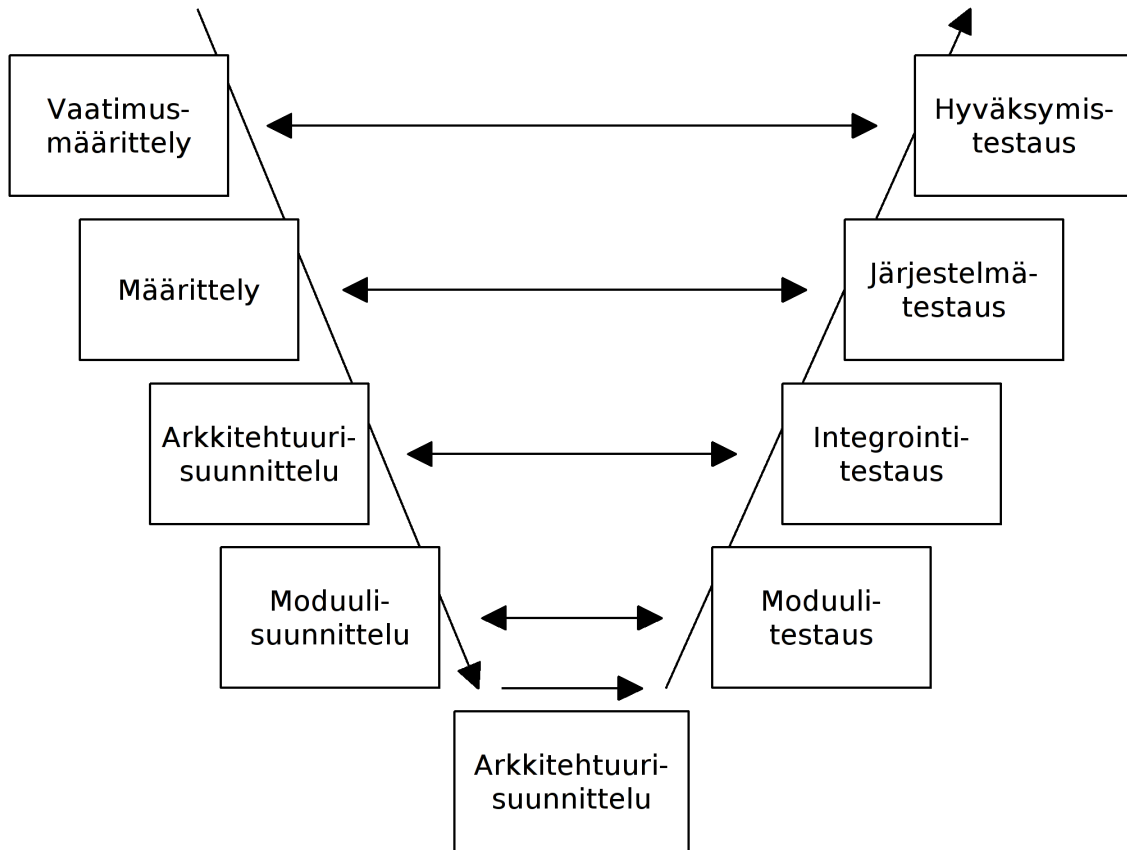 Vaatimus-
määrittely
Hyväksymis-
testaus
Määrittely
Järjestelmä-
testaus
Arkkitehtuuri-
suunnittelu
Integrointi-
testaus
Moduuli-
suunnittelu
Moduuli-
testaus
Arkkitehtuuri-
suunnittelu